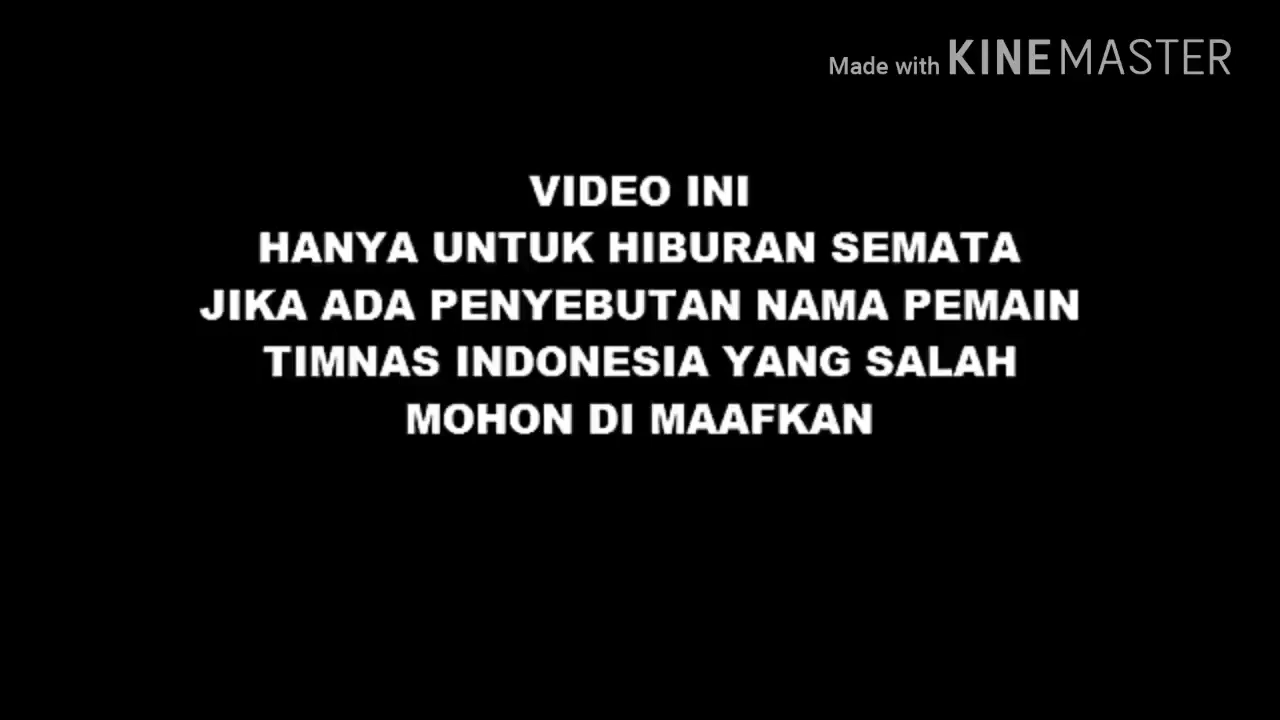 Made with KINEMASTER
VIDEO INI
HANYA UNTUK HIBURAN SEMATA
JIKA ADA PENYEBUTAN NAMA PEMAIN
TIMNAS INDONESIA YANG SALAH
MOHON DI MAAFKAN